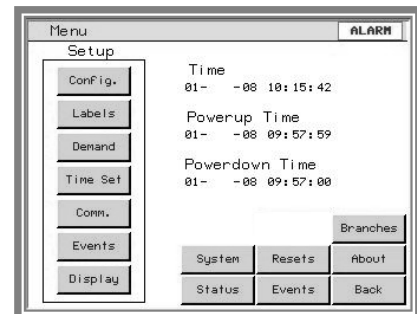 Menu ALARM
Setup
Config.
Labels
Demand
Time Set
Comm.
Events
Display
Time
01- -08 10:15:42
Powerup Time
01- -08 09:57:59
Powerdown Time
01- -08 09:57:00
Branches
System Resets About
Status Events Back